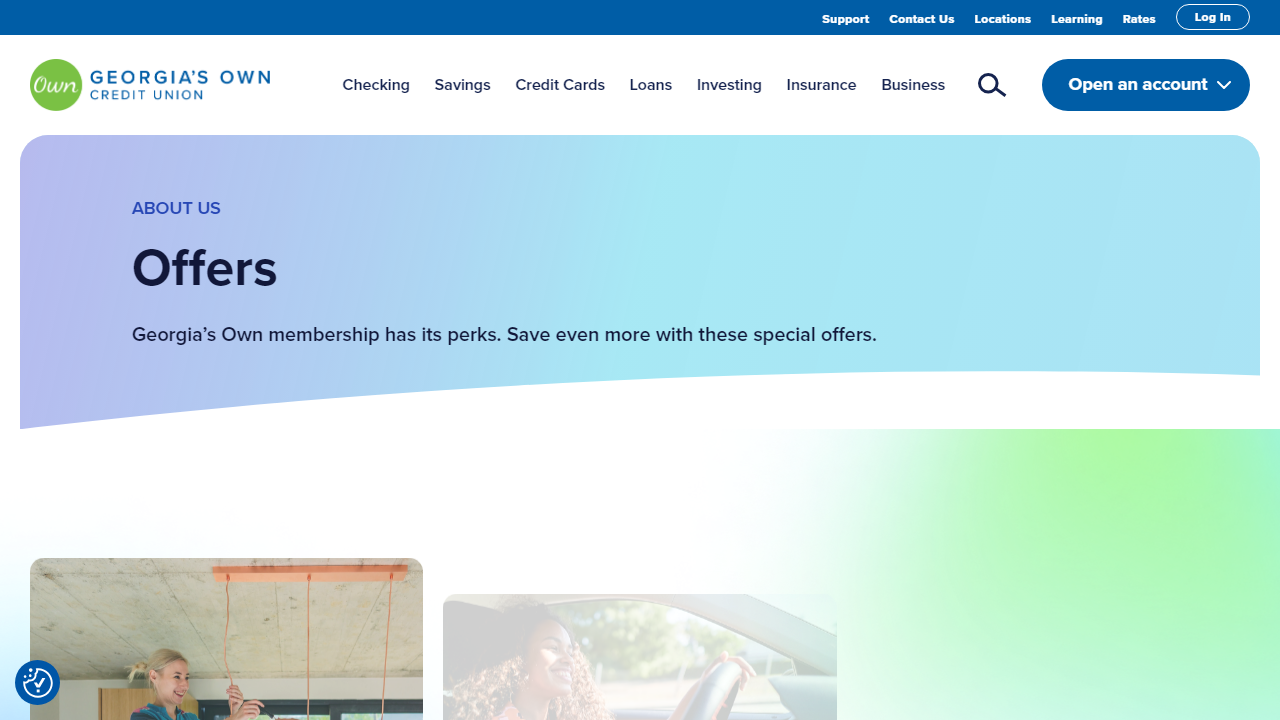 Support Contact Us Locations Learning Rates Log In
Own GEORGIA'S OWN
CREDIT UNION
Checking Savings Credit Cards Loans Investing Insurance Business Open an account
ABOUT US
Offers
Georgia’s Own membership has its perks. Save even more with these special offers.